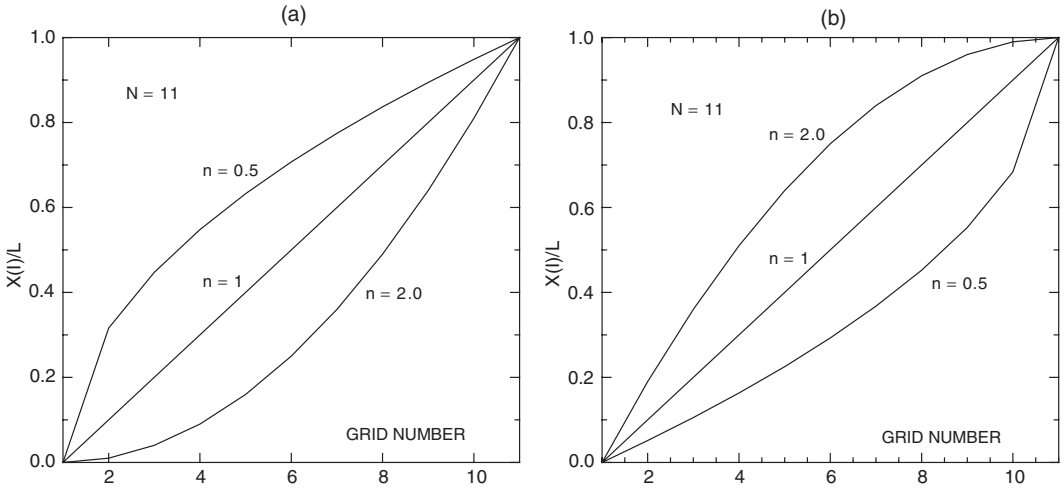 (a)
1.0
0.8
0.6
0.4
0.2
0.0
X(I)/L
N = 11
n = 0.5
n = 1
n = 2.0
GRID NUMBER
2 4 6 8 10
(b)
1.0
0.8
0.6
0.4
0.2
0.0
X(I)/L
N = 11
n = 2.0
n = 1
n = 0.5
GRID NUMBER
2 4 6 8 10